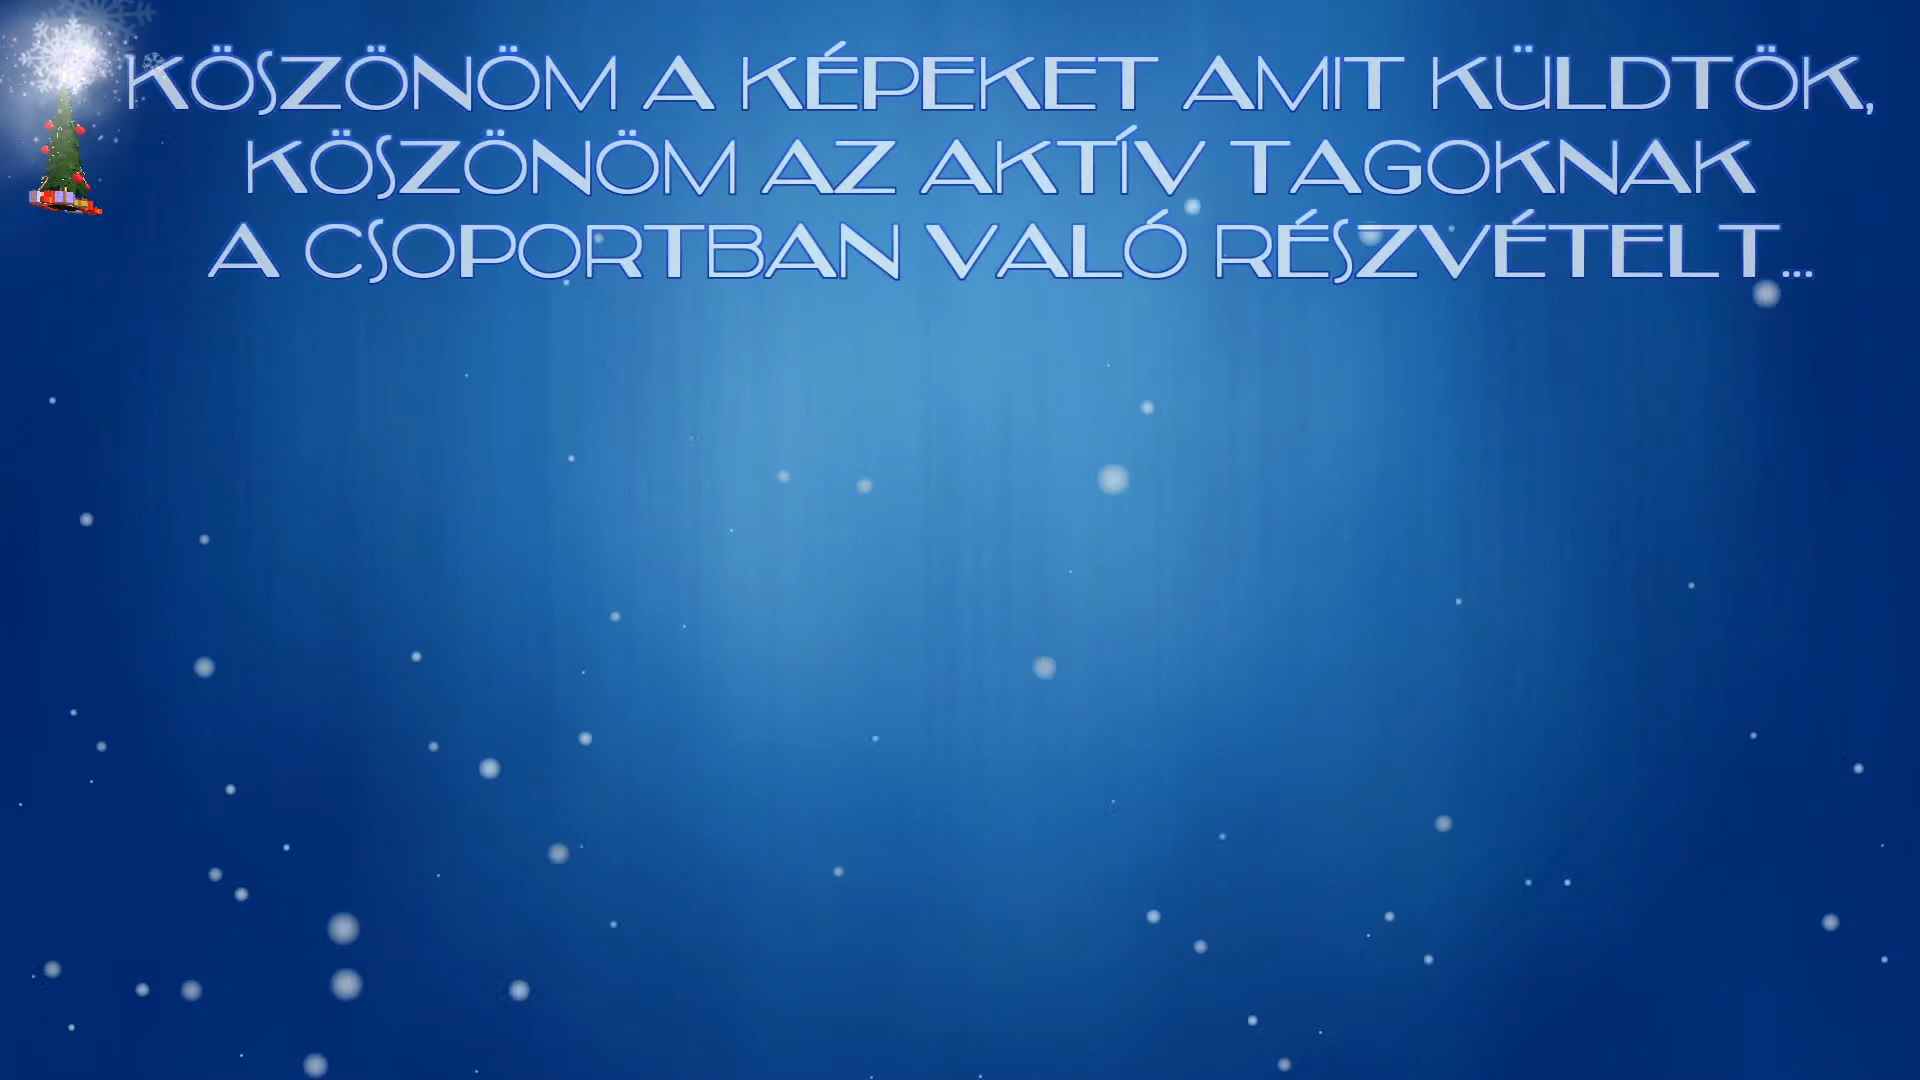 KÖSZÖNÖM A KÉPEKET AMIT KÜLDTÖK,
KÖSZÖNÖM AZ AKTÍV TAGOKNAK
A CSOPORTBAN VALÓ RÉSZVÉTELT...